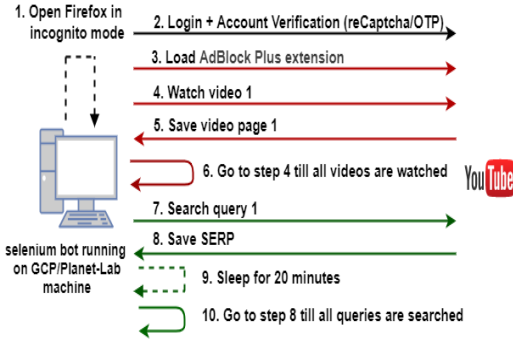 1. Open Firefox in
incognito mode
2. Login + Account Verification (reCaptcha/OTP)
3. Load AdBlock Plus extension
4. Watch video 1
5. Save video page 1
6. Go to step 4 till all videos are watched
YouTube
7. Search query 1
8. Save SERP
selenium bot running
on GCP/Planet-Lab
machine
9. Sleep for 20 minutes
10. Go to step 8 till all queries are searched